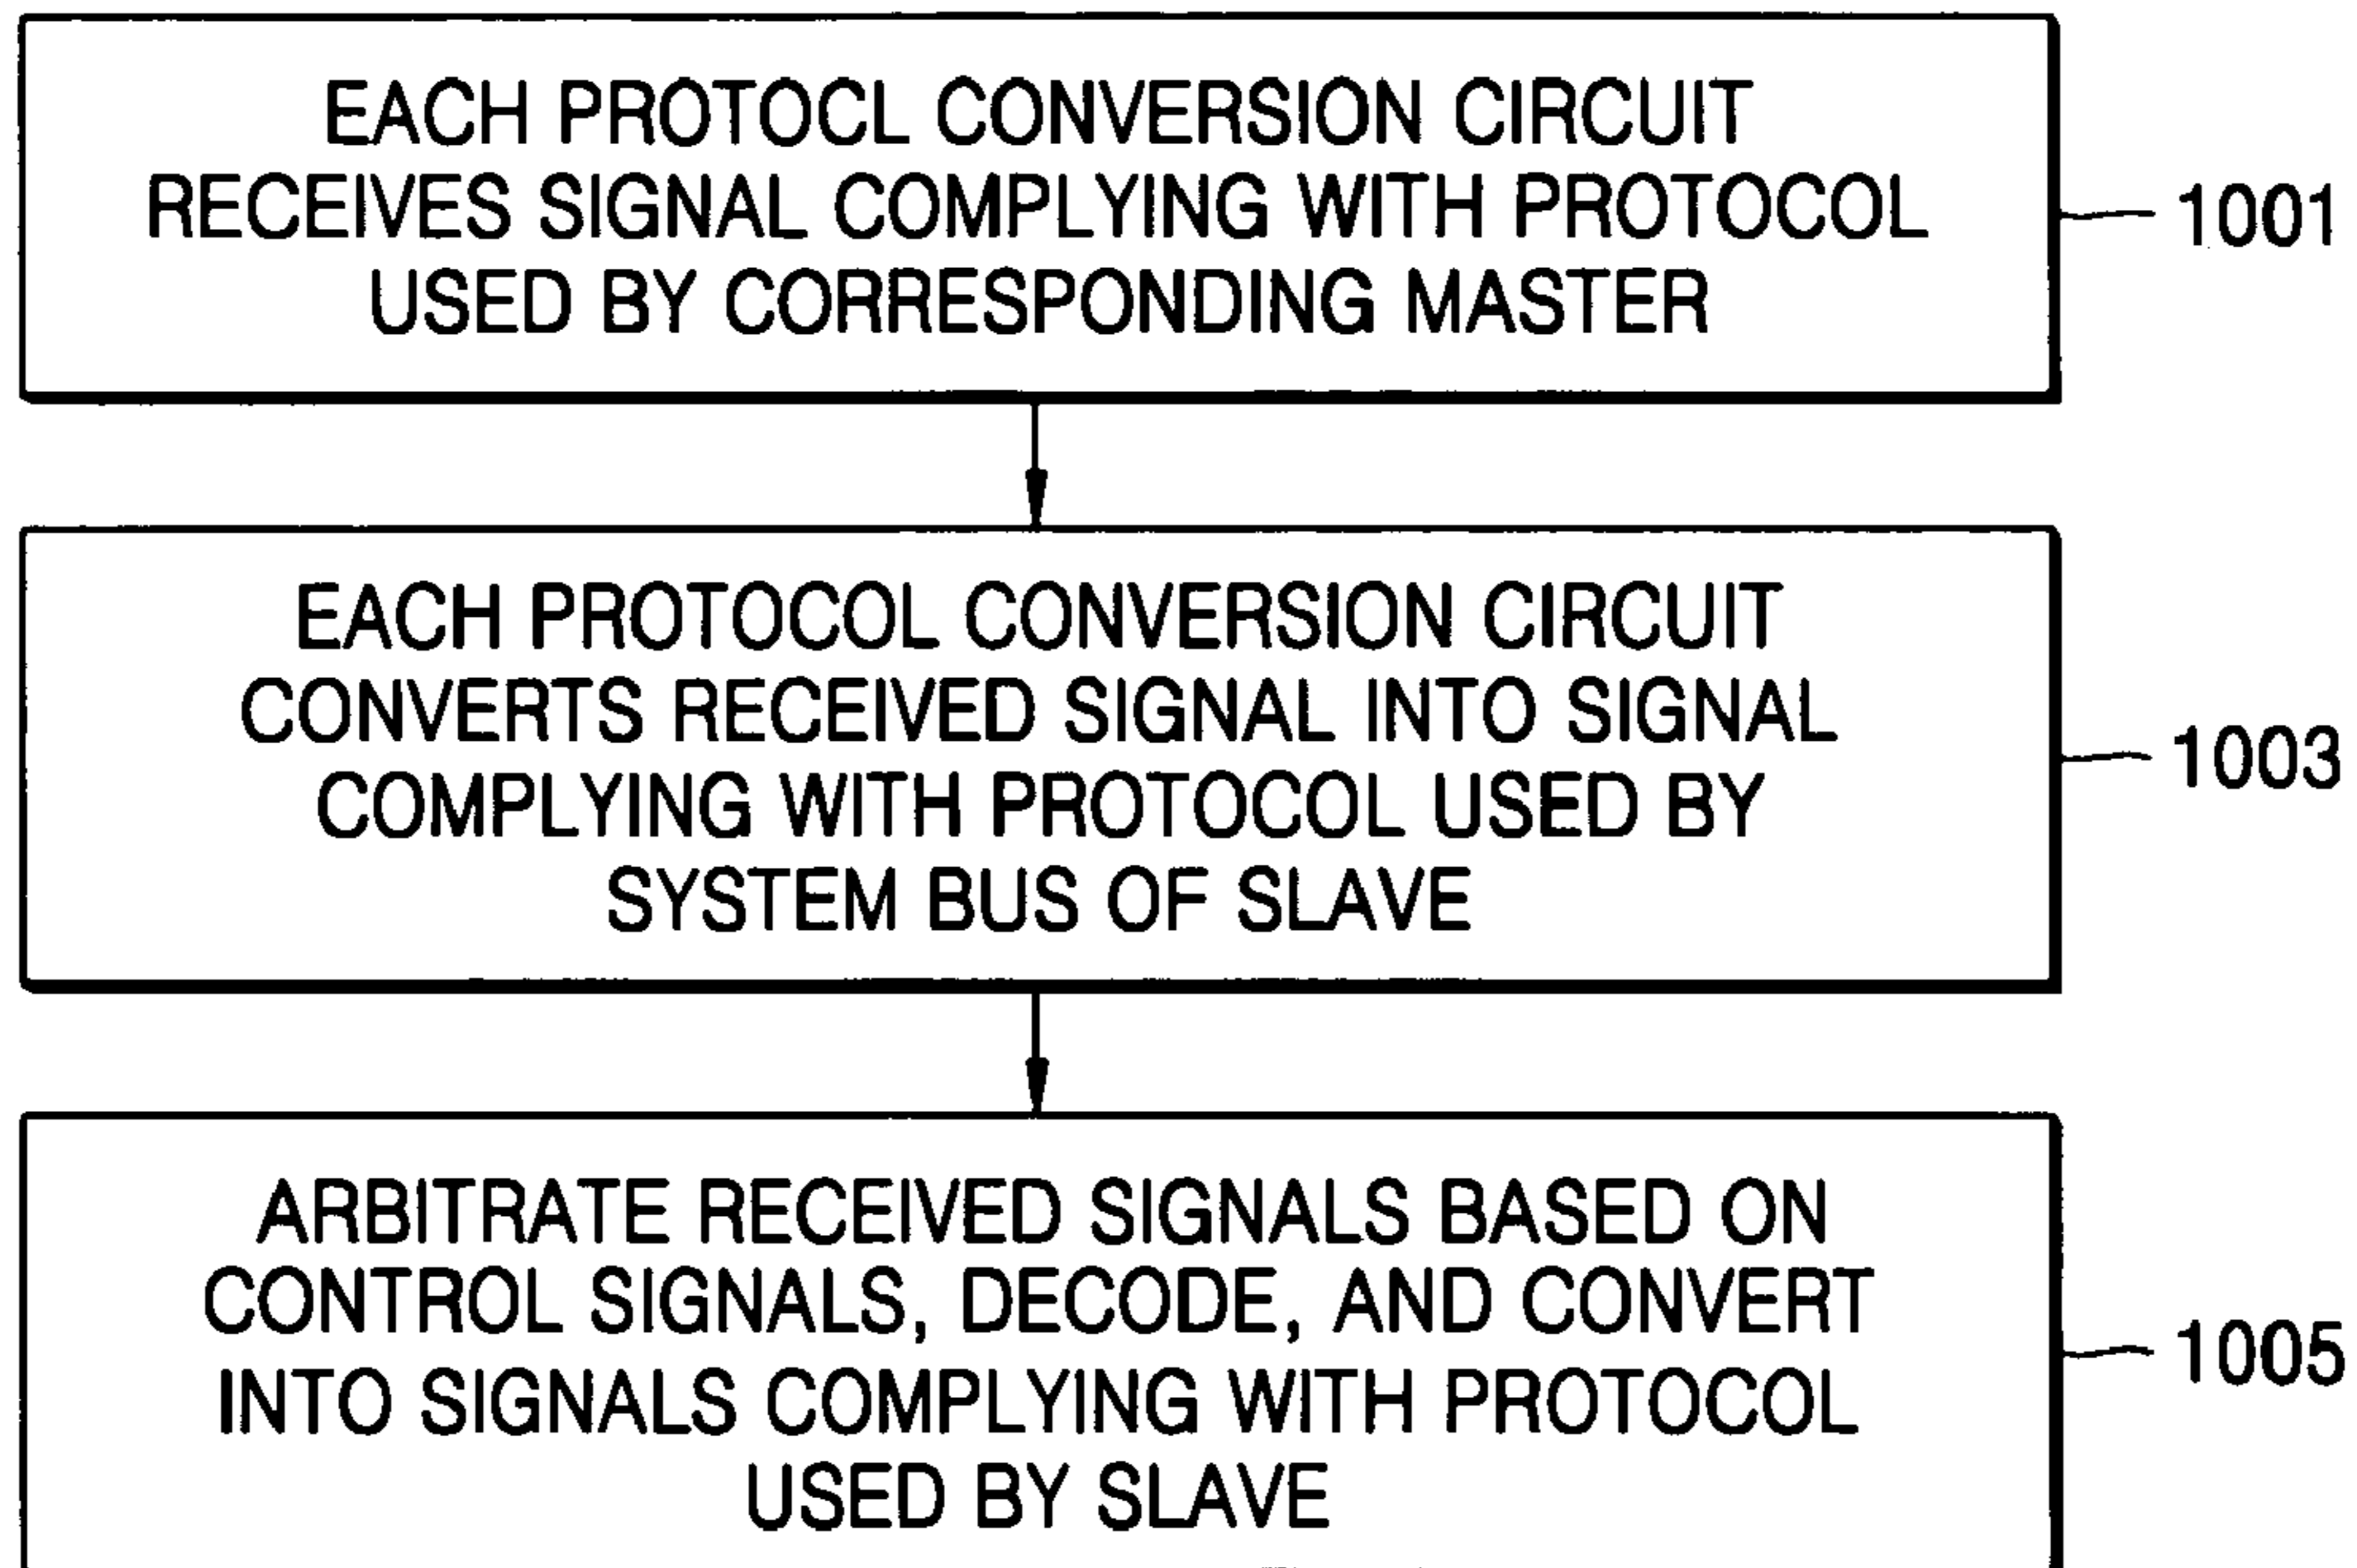 EACH PROTOCL CONVERSION CIRCUIT
RECEIVES SIGNAL COMPLYING WITH PROTOCOL
USED BY CORRESPONDING MASTER
1001
EACH PROTOCOL CONVERSION CIRCUIT
CONVERTS RECEIVED SIGNAL INTO SIGNAL
COMPLYING WITH PROTOCOL USED BY
SYSTEM BUS OF SLAVE
1003
ARBITRATE RECEIVED SIGNALS BASED ON
CONTROL SIGNALS, DECODE, AND CONVERT
INTO SIGNALS COMPLYING WITH PROTOCOL
USED BY SLAVE
1005